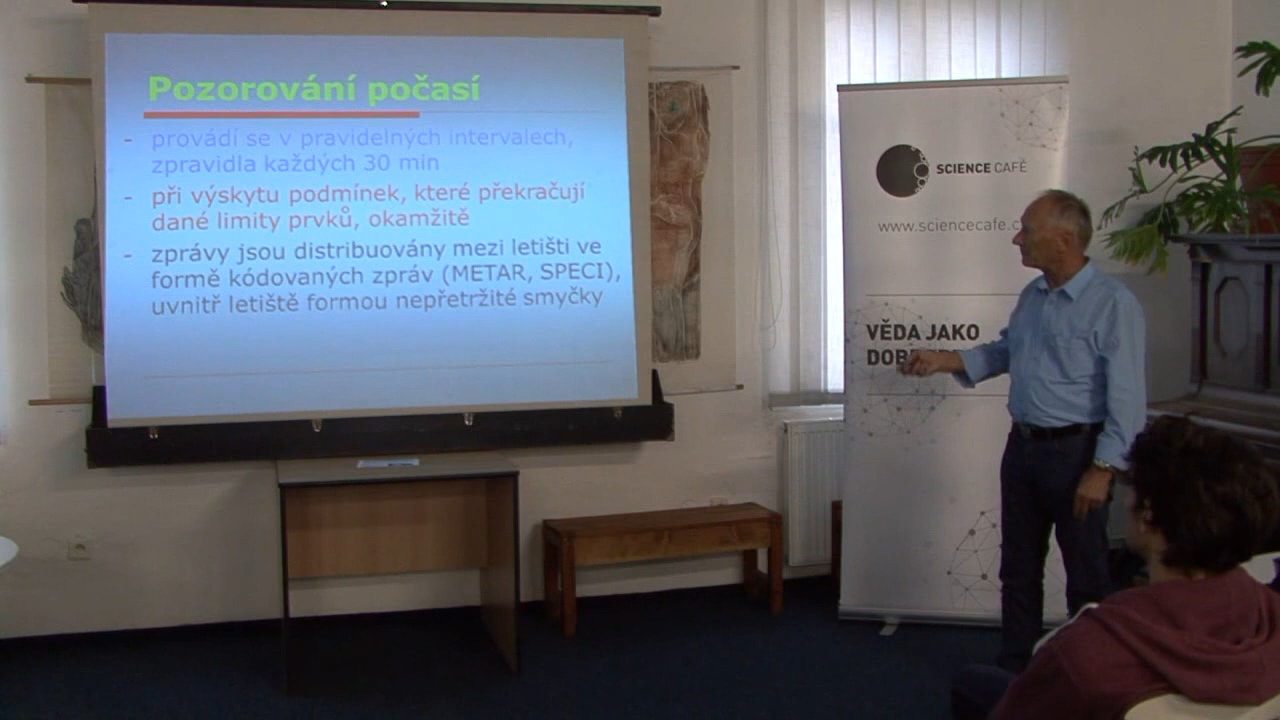 Pozorování počasí
- provádí se v pravidelných intervalech,
zpravidla každých 30 min
- při výskytu podmínek, které překračují
dané limity prvků, okamžitě
- zprávy jsou distribuovány mezi letišti ve
formě kódovaných zpráv (METAR, SPECI),
uvnitř letiště formou nepřetržité smyčky
SCIENCE CAFÉ
www.sciencecafe.c
VĚDA JAKO